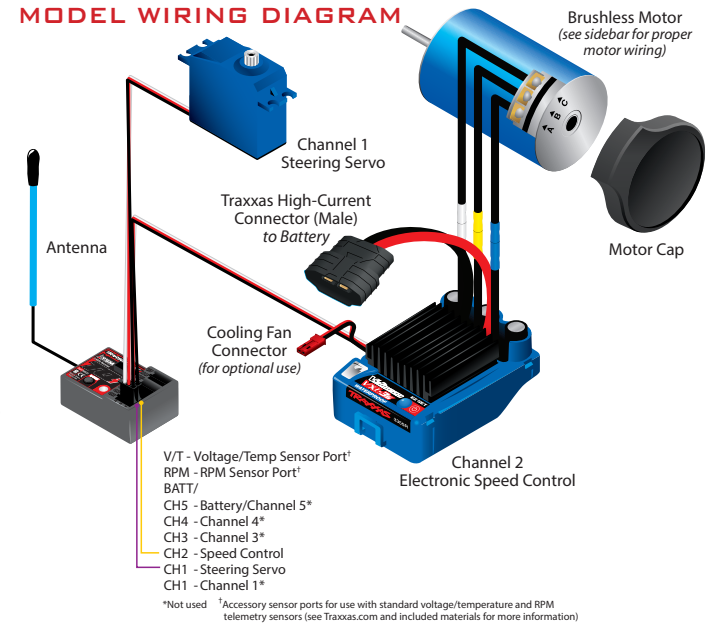 MODEL WIRING DIAGRAM
Brushless Motor
(see sidebar for proper
motor wiring)
A B C
Channel 1
Steering Servo
Traxxas High-Current
Connector (Male)
to Battery
Antenna
Motor Cap
Cooling Fan
Connector
(for optional use)
VXL-3s
WATERPROOF
TRAXXAS
Channel 2
Electronic Speed Control
V/T - Voltage/Temp Sensor Port†
RPM - RPM Sensor Port†
BATT/
CH5 - Battery/Channel 5*
CH4 - Channel 4*
CH3 - Channel 3*
CH2 - Speed Control
CH1 - Steering Servo
CH1 - Channel 1*
*Not used †Accessory sensor ports for use with standard voltage/temperature and RPM
telemetry sensors (see Traxxas.com and included materials for more information)